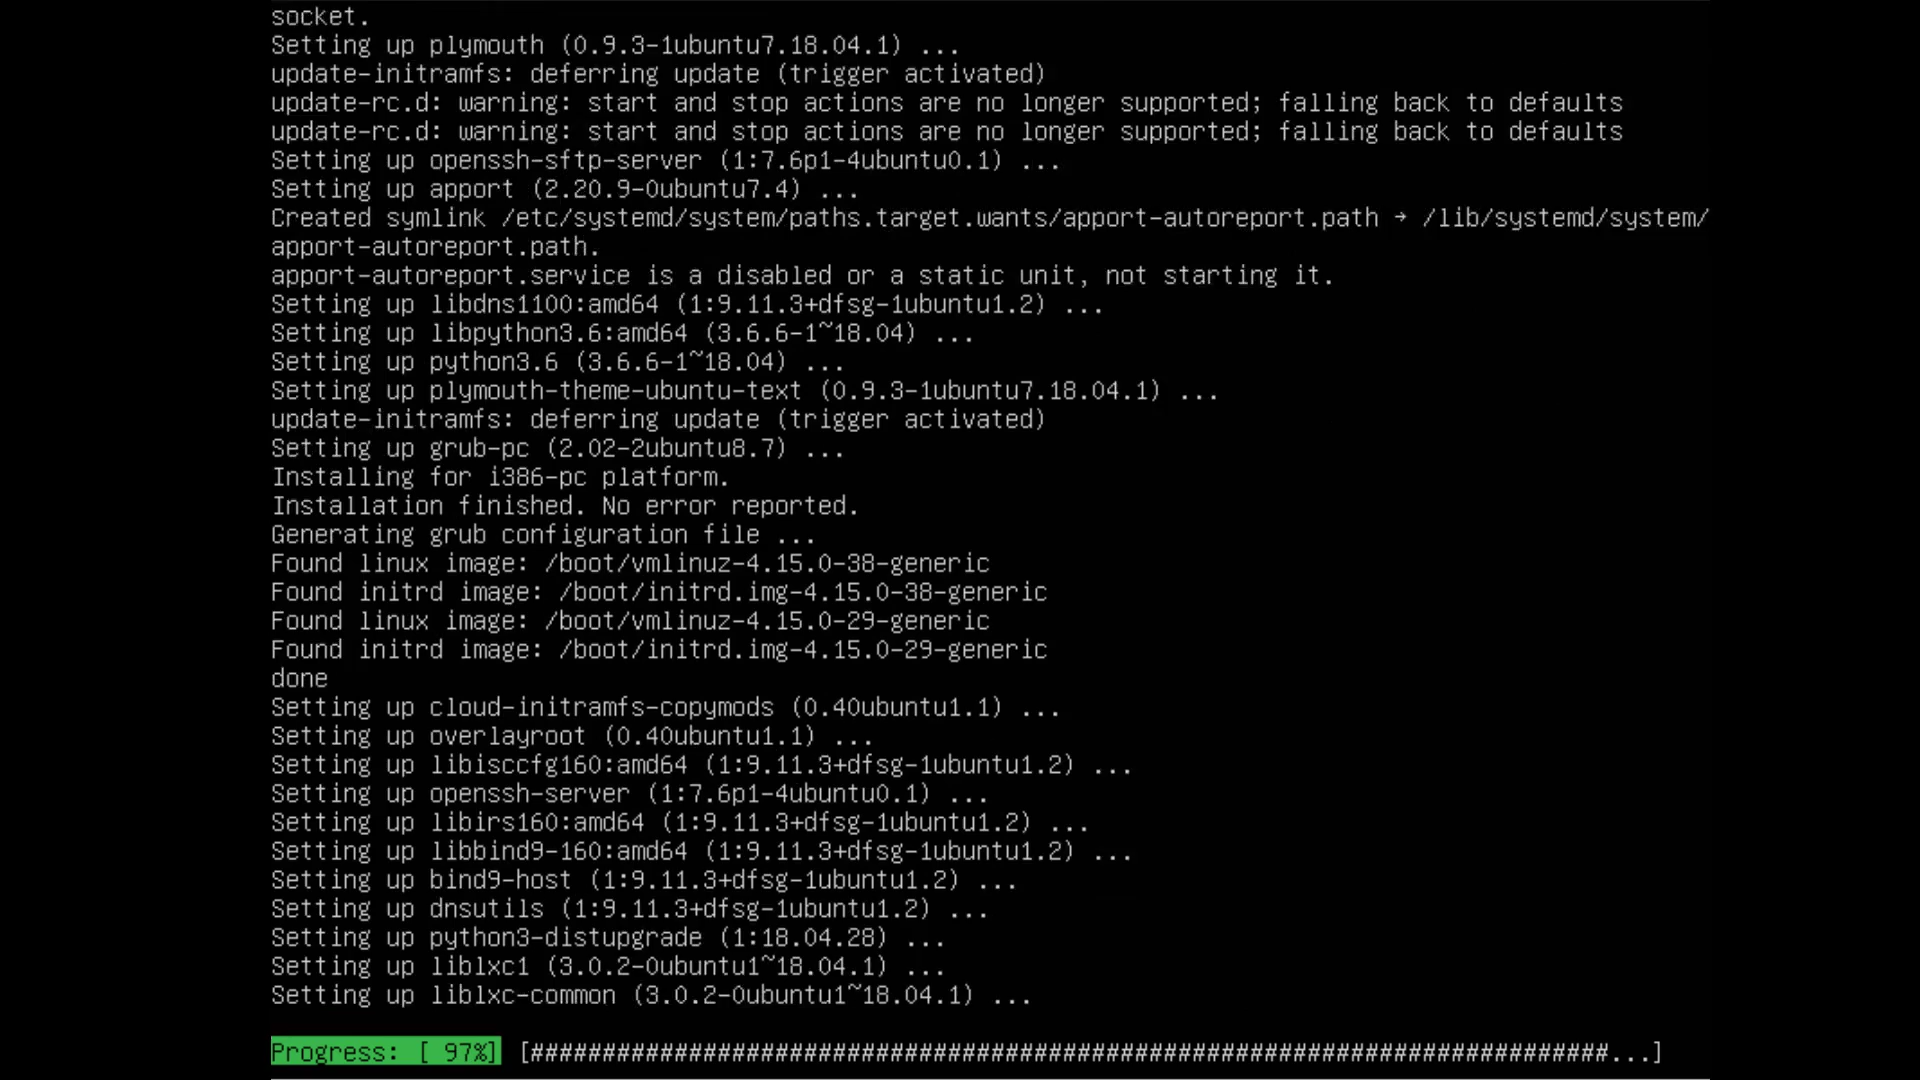 socket.
Setting up plymouth (0.9.3-1ubuntu7.18.04.1) ...
update-initramfs: deferring update (trigger activated)
update-rc.d: warning: start and stop actions are no longer supported; falling back to defaults
update-rc.d: warning: start and stop actions are no longer supported; falling back to defaults
Setting up openssh-sftp-server (1:7.6p1-4ubuntu0.1) ...
Setting up apport (2.20.9-0ubuntu7.4) ...
Created symlink /etc/systemd/system/paths.target.wants/apport-autoreport.path → /lib/systemd/system/
apport-autoreport.path.
apport-autoreport.service is a disabled or a static unit, not starting it.
Setting up libdns1100:amd64 (1:9.11.3+dfsg-1ubuntu1.2) ...
Setting up libpython3.6:amd64 (3.6.6-1~18.04) ...
Setting up python3.6 (3.6.6-1~18.04) ...
Setting up plymouth-theme-ubuntu-text (0.9.3-1ubuntu7.18.04.1) ...
update-initramfs: deferring update (trigger activated)
Setting up grub-pc (2.02-2ubuntu8.7) ...
Installing for i386-pc platform.
Installation finished. No error reported.
Generating grub configuration file ...
Found linux image: /boot/vmlinuz-4.15.0-38-generic
Found initrd image: /boot/initrd.img-4.15.0-38-generic
Found linux image: /boot/vmlinuz-4.15.0-29-generic
Found initrd image: /boot/initrd.img-4.15.0-29-generic
done
Setting up cloud-initramfs-copymods (0.40ubuntu1.1) ...
Setting up overlayroot (0.40ubuntu1.1) ...
Setting up libisccfg160:amd64 (1:9.11.3+dfsg-1ubuntu1.2) ...
Setting up openssh-server (1:7.6p1-4ubuntu0.1) ...
Setting up libirs160:amd64 (1:9.11.3+dfsg-1ubuntu1.2) ...
Setting up libbind9-160:amd64 (1:9.11.3+dfsg-1ubuntu1.2) ...
Setting up bind9-host (1:9.11.3+dfsg-1ubuntu1.2) ...
Setting up dnsutils (1:9.11.3+dfsg-1ubuntu1.2) ...
Setting up python3-distupgrade (1:18.04.28) ...
Setting up liblxc1 (3.0.2-0ubuntu1~18.04.1) ...
Setting up liblxc-common (3.0.2-0ubuntu1~18.04.1) ...
Progress: [ 97%] [###########################################################################...]